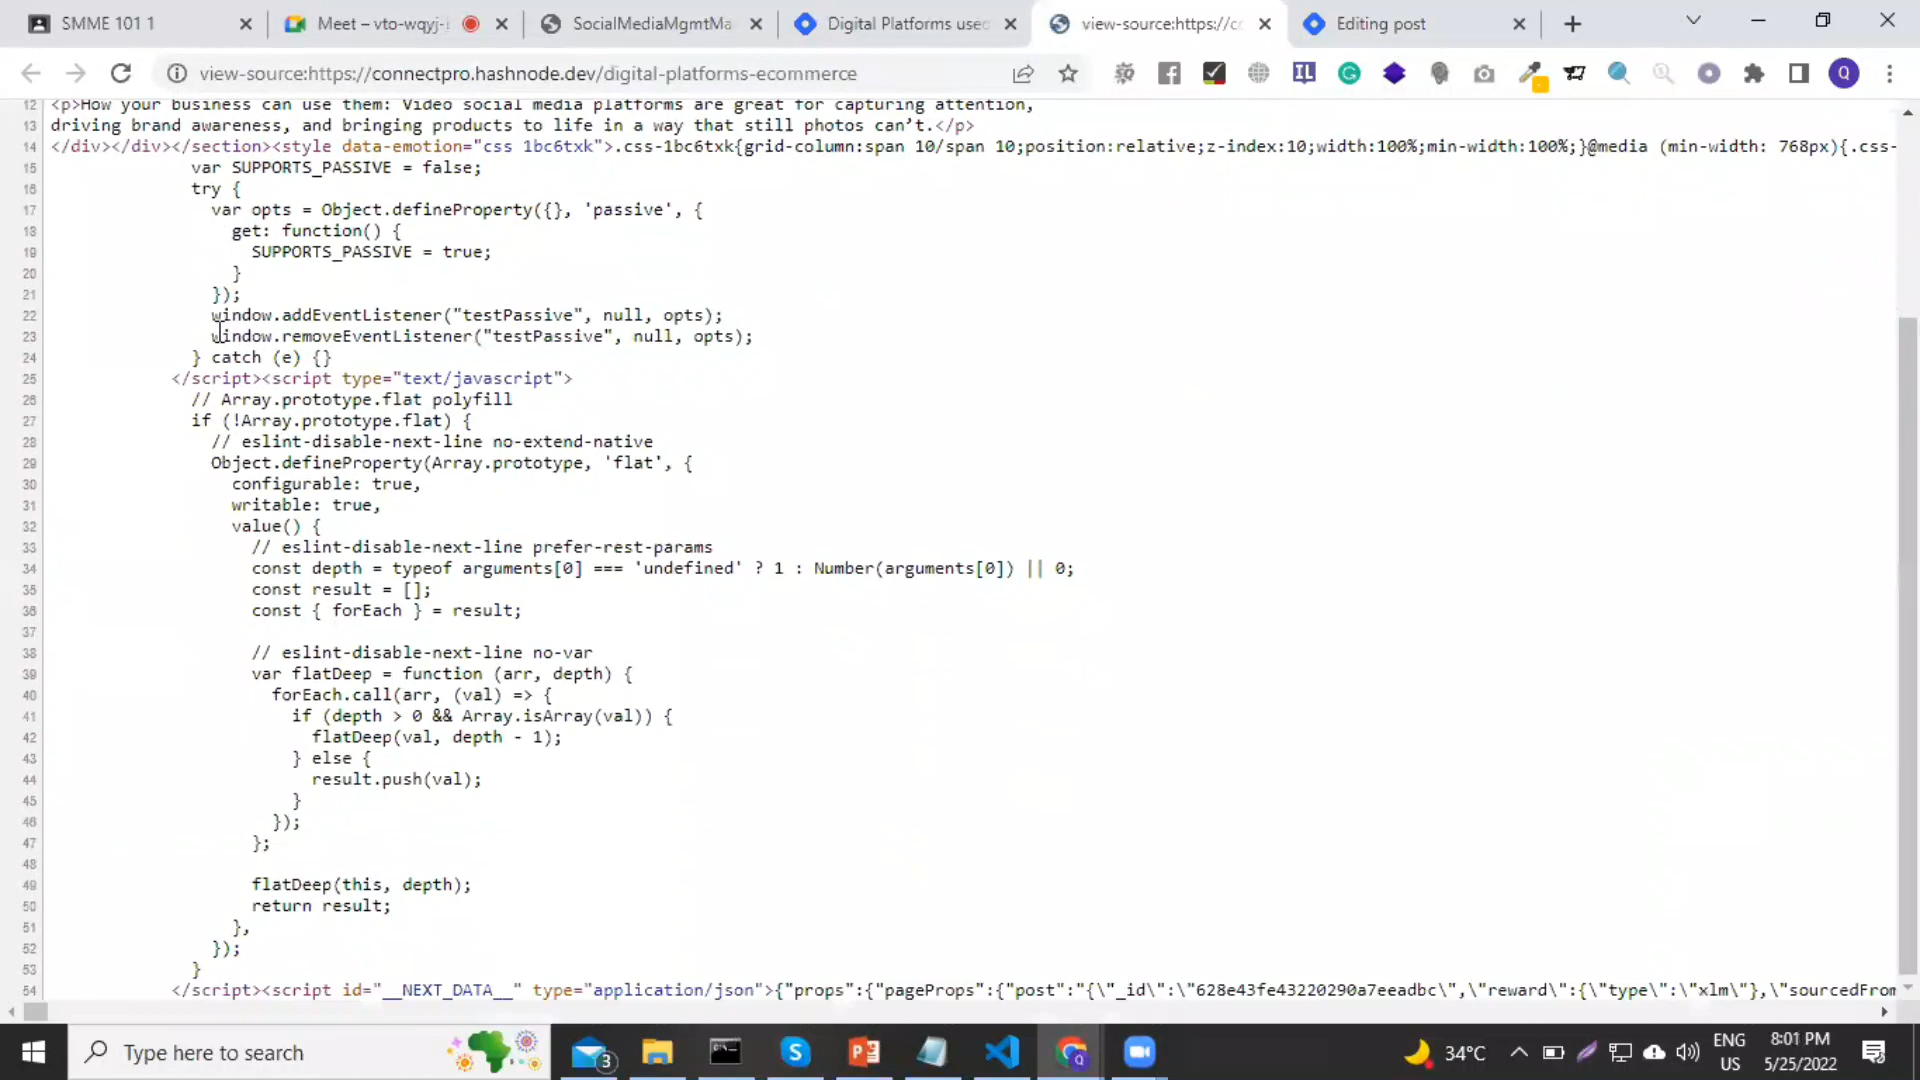 SMME 101 1
Meet – vto-wqyj-
SocialMediaMgmtMa
Digital Platforms used
view-source:https://co
Editing post
view-source:https://connectpro.hashnode.dev/digital-platforms-ecommerce
12 <p>How your business can use them: Video social media platforms are great for capturing attention,
13 driving brand awareness, and bringing products to life in a way that still photos can’t.</p>
14 </div></div></section><style data-emotion="css 1bc6txk">.css-1bc6txk{grid-column:span 10/span 10;position:relative;z-index:10;width:100%;min-width:100%;}@media (min-width: 768px){.css-
15 var SUPPORTS_PASSIVE = false;
16 try {
17 var opts = Object.defineProperty({}, 'passive', {
18 get: function() {
19 SUPPORTS_PASSIVE = true;
20 }
21 });
22 window.addEventListener("testPassive", null, opts);
23 window.removeEventListener("testPassive", null, opts);
24 } catch (e) {}
25 </script><script type="text/javascript">
26 // Array.prototype.flat polyfill
27 if (!Array.prototype.flat) {
28 // eslint-disable-next-line no-extend-native
29 Object.defineProperty(Array.prototype, 'flat', {
30 configurable: true,
31 writable: true,
32 value() {
33 // eslint-disable-next-line prefer-rest-params
34 const depth = typeof arguments[0] === 'undefined' ? 1 : Number(arguments[0]) || 0;
35 const result = [];
36 const { forEach } = result;
37
38 // eslint-disable-next-line no-var
39 var flatDeep = function (arr, depth) {
40 forEach.call(arr, (val) => {
41 if (depth > 0 && Array.isArray(val)) {
42 flatDeep(val, depth - 1);
43 } else {
44 result.push(val);
45 }
46 });
47 };
48
49 flatDeep(this, depth);
50 return result;
51 },
52 });
53 }
54 </script><script id="__NEXT_DATA__" type="application/json">{"props":{"pageProps":{"post":"{\"_id\":\"628e43fe43220290a7eeadbc\",\"reward\":{\"type\":\"xlm\"},\"sourcedFrom
Type here to search
3
34°C
ENG
US
8:01 PM
5/25/2022
IL
Q